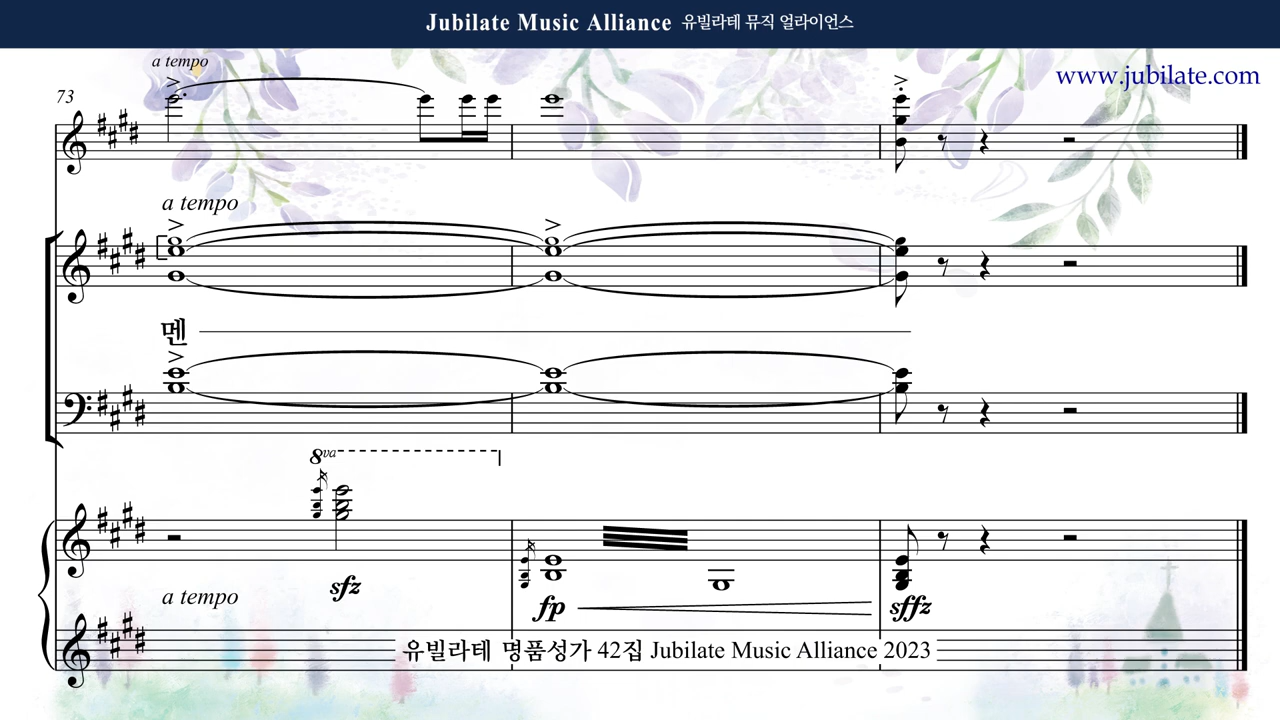 Jubilate Music Alliance 유빌라테 뮤직 얼라이언스
www.jubilate.com
a tempo
73
a tempo
멘
8va
sfz
a tempo
fp
sffz
유빌라테 명품성가 42집 Jubilate Music Alliance 2023